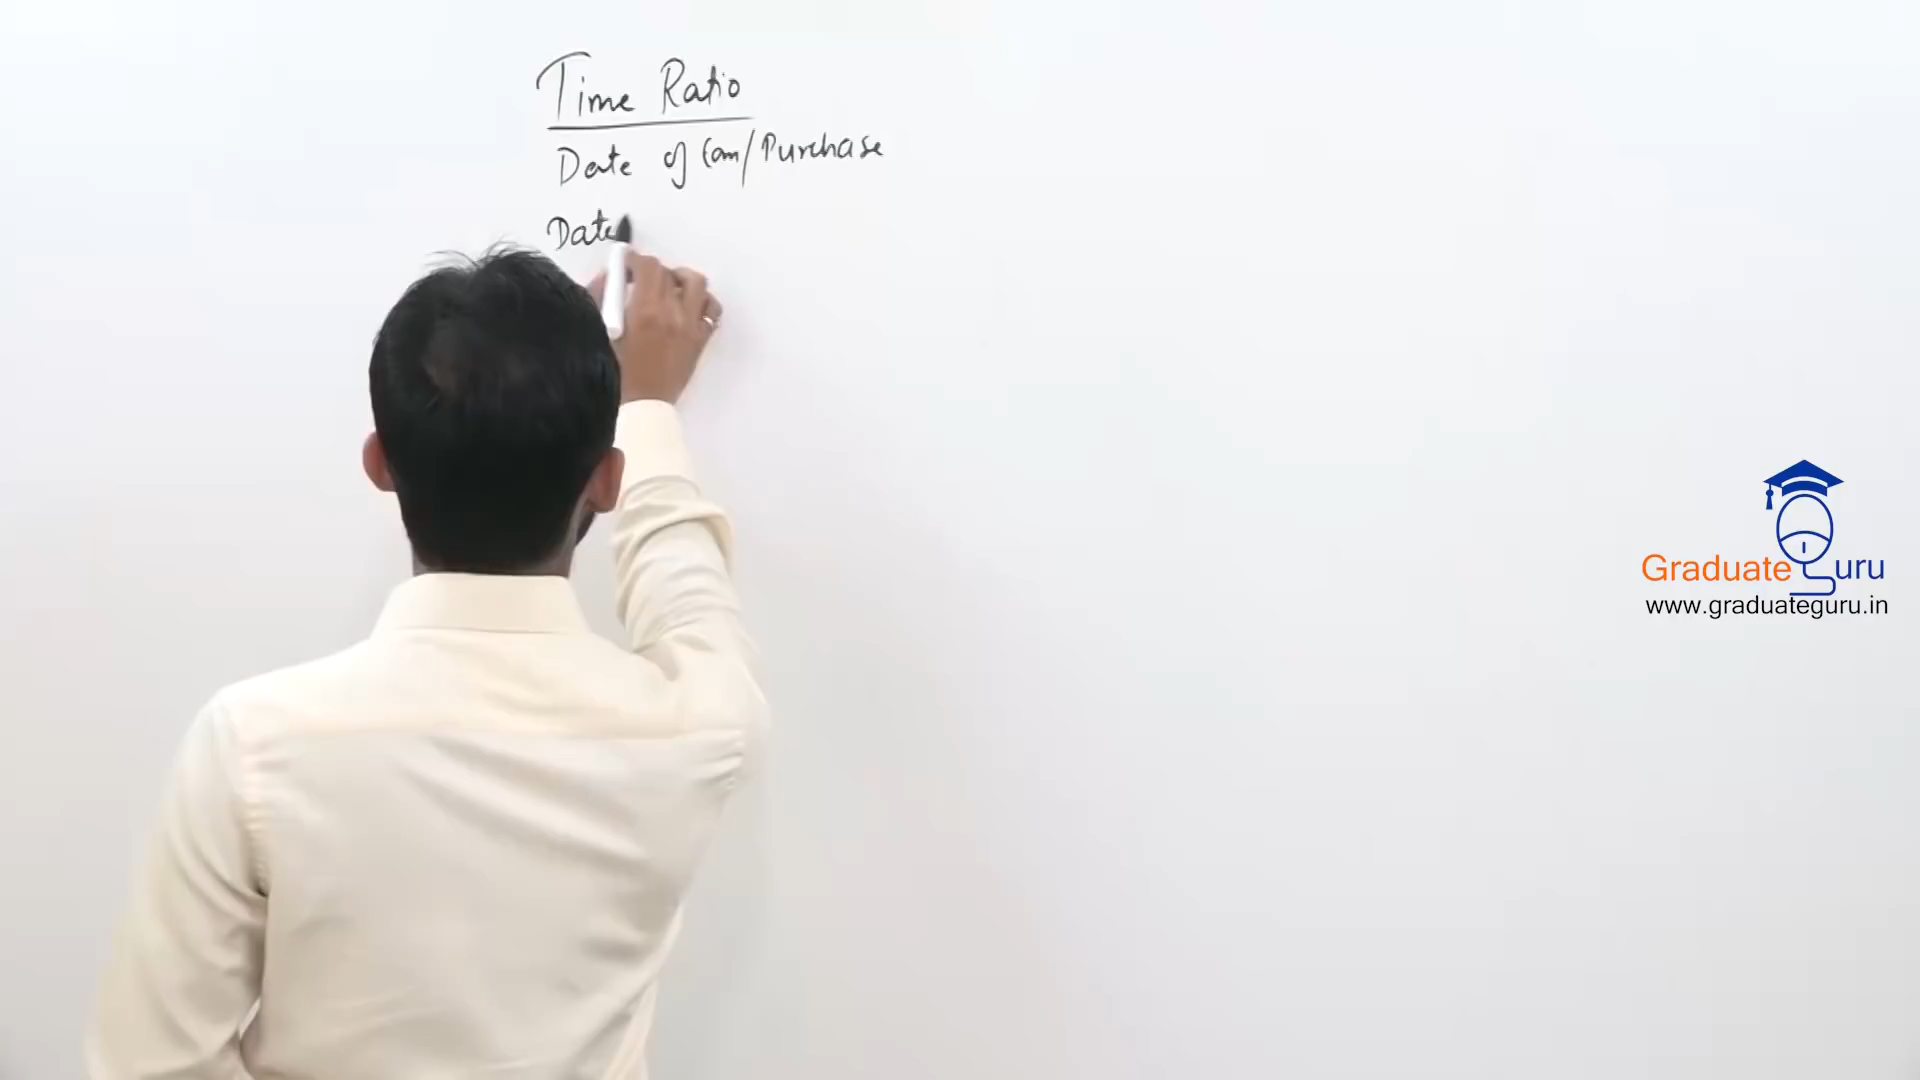 Time Ratio
Date of Com/Purchase
Date
Graduate Guru
www.graduateguru.in